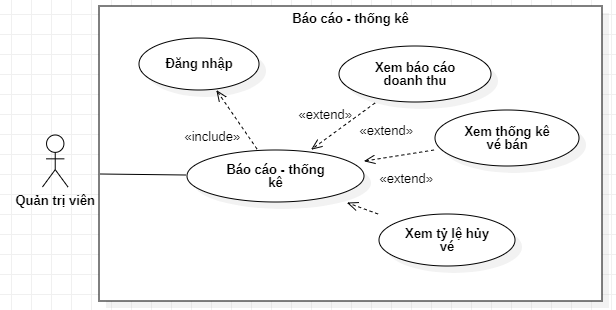 Báo cáo - thống kê
Đăng nhập
Xem báo cáo
doanh thu
«extend»
«extend»
«include»
Xem thống kê
vé bán
Báo cáo - thống
kê
«extend»
Quản trị viên
Xem tỷ lệ hủy
vé